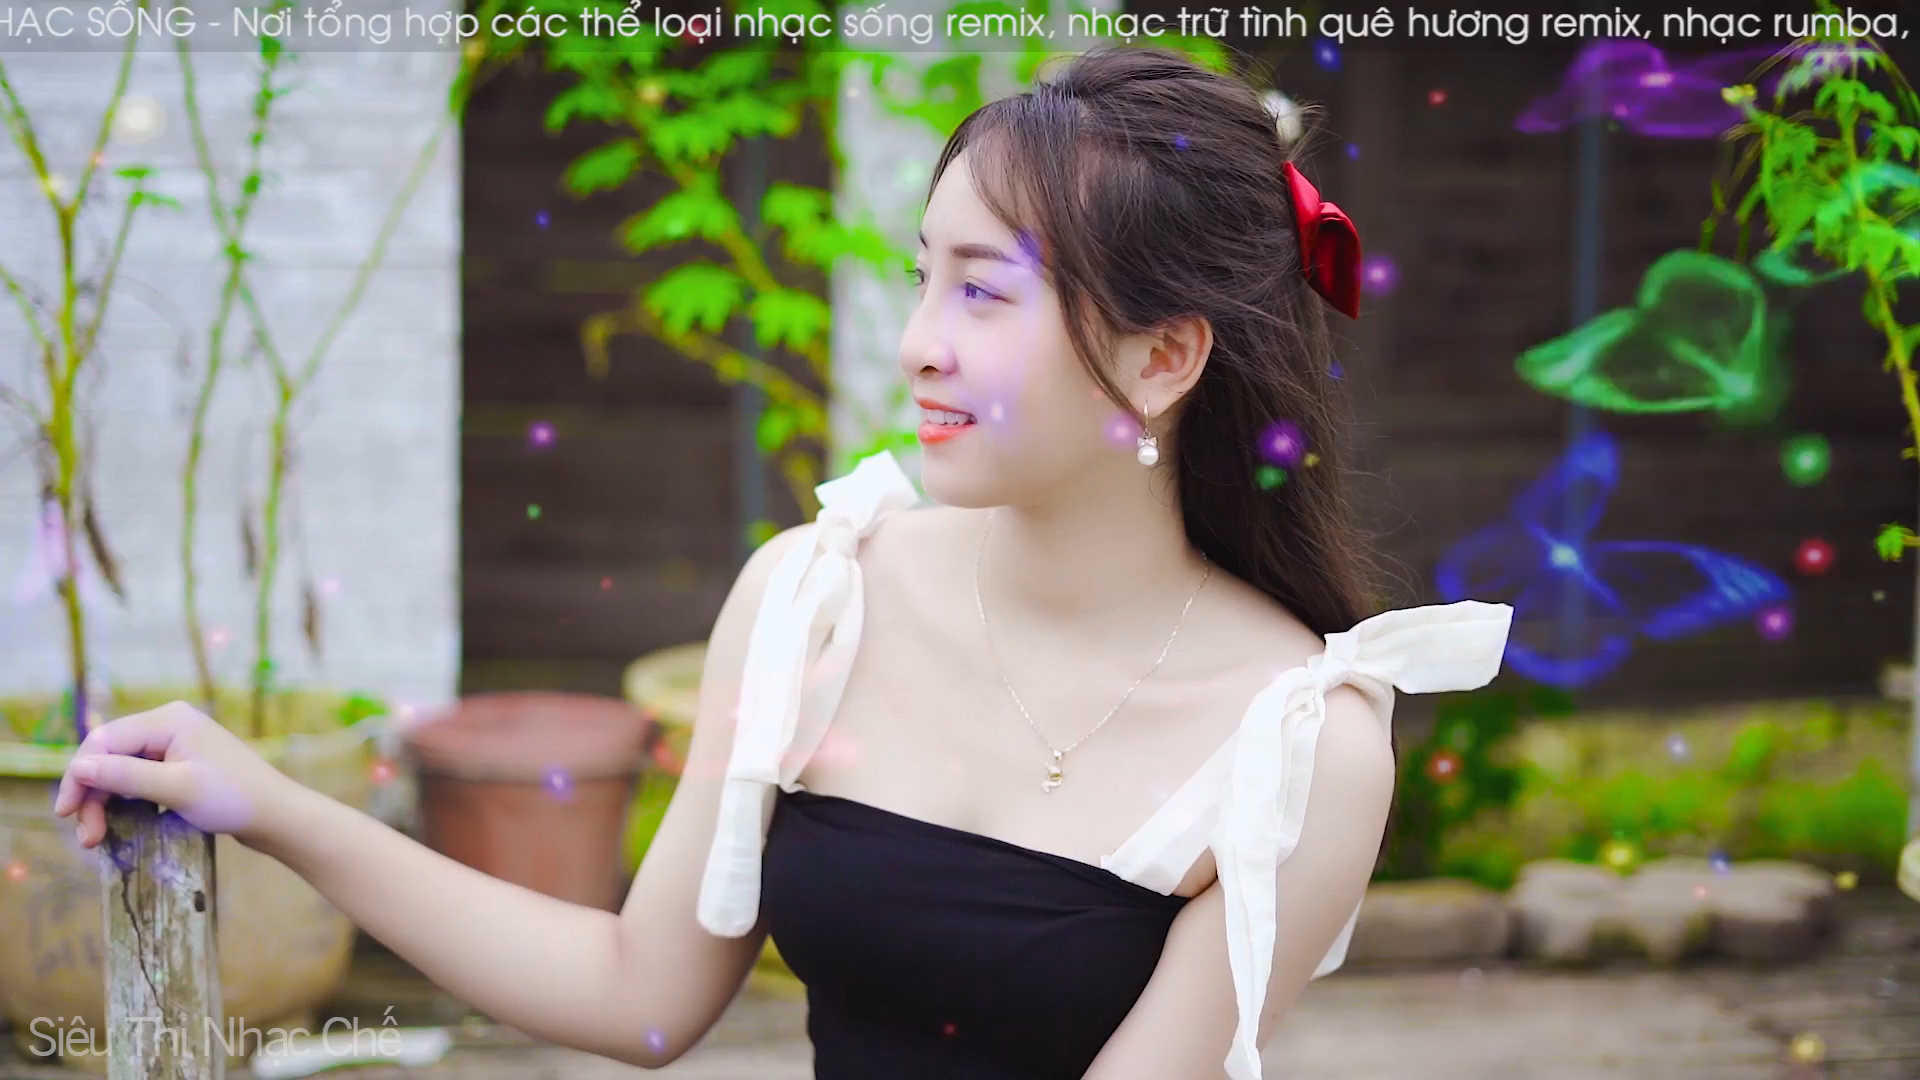 HẠC SỐNG - Nơi tổng hợp các thể loại nhạc sống remix, nhạc trữ tình quê hương remix, nhạc rumba,
Siêu Thị Nhạc Chế